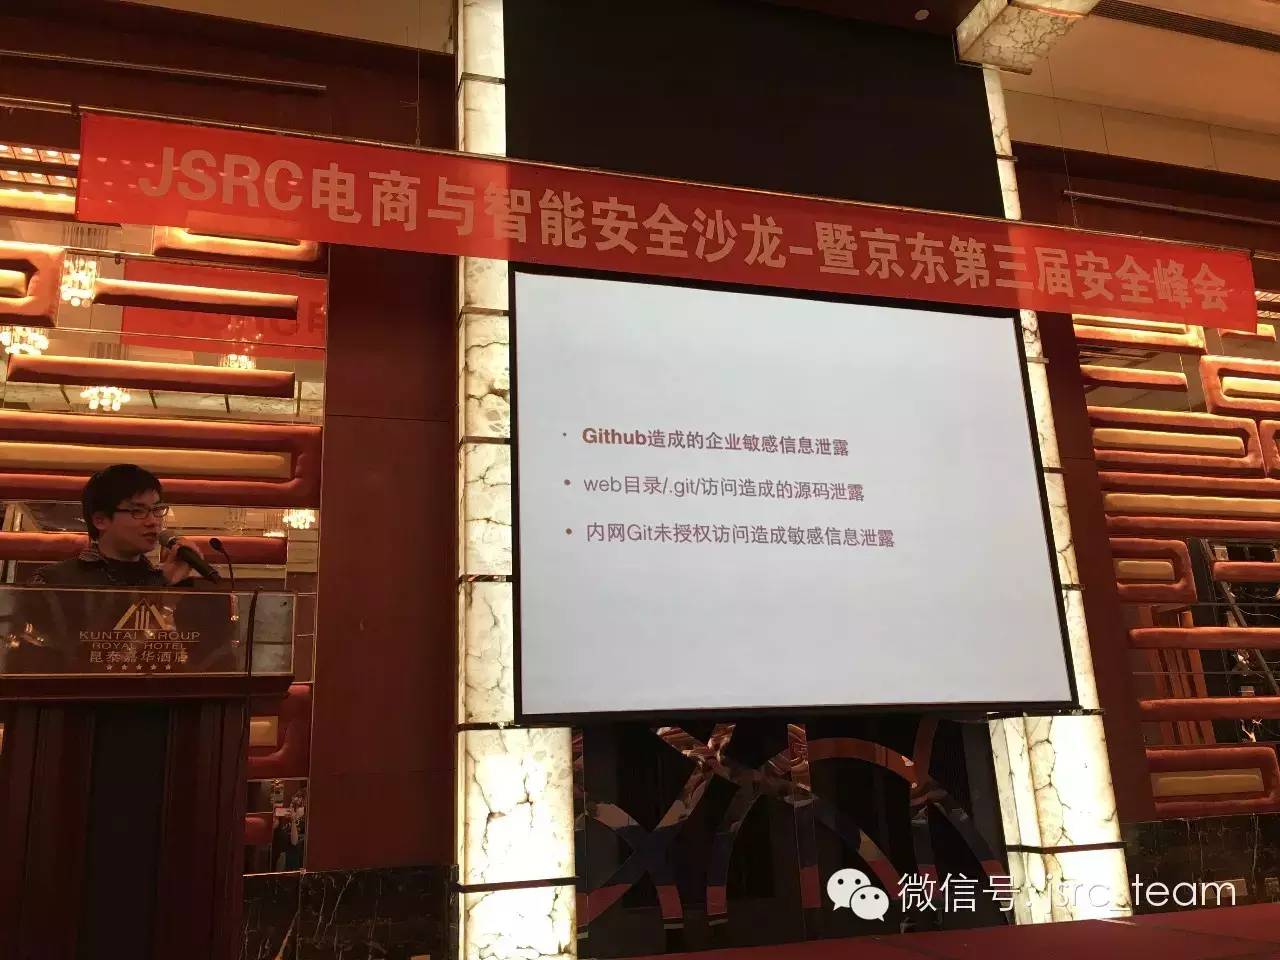 JSRC电商与智能安全沙龙-暨京东第三届安全峰会
• Github造成的企业敏感信息泄露
• web目录/.git/访问造成的源码泄露
• 内网Git未授权访问造成敏感信息泄露
KUNTAI GROUP
ROYAL HOTEL
昆泰嘉华酒店
微信号: jsrc_team